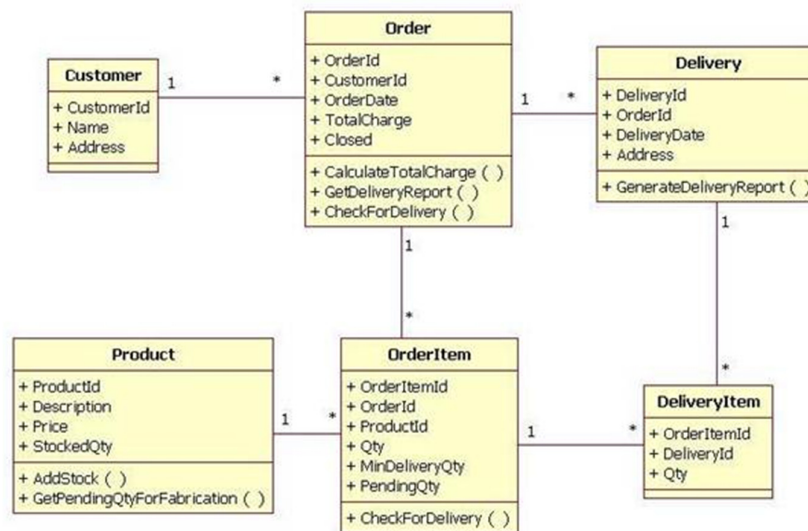 Customer
+ CustomerId
+ Name
+ Address
1
*
Order
+ OrderId
+ CustomerId
+ OrderDate
+ TotalCharge
+ Closed
+ CalculateTotalCharge ( )
+ GetDeliveryReport ( )
+ CheckForDelivery ( )
1
*
Delivery
+ DeliveryId
+ OrderId
+ DeliveryDate
+ Address
+ GenerateDeliveryReport ( )
1
*
1
*
Product
+ ProductId
+ Description
+ Price
+ StockedQty
+ AddStock ( )
+ GetPendingQtyForFabrication ( )
1
*
OrderItem
+ OrderItemId
+ OrderId
+ ProductId
+ Qty
+ MinDeliveryQty
+ PendingQty
+ CheckForDelivery ( )
1
*
DeliveryItem
+ OrderItemId
+ DeliveryId
+ Qty